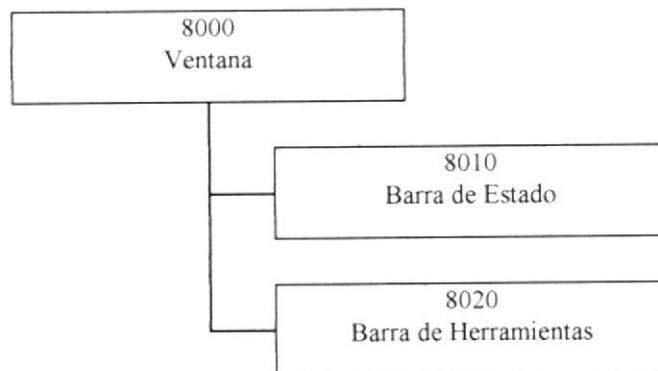 8000
Ventana
8010
Barra de Estado
8020
Barra de Herramientas